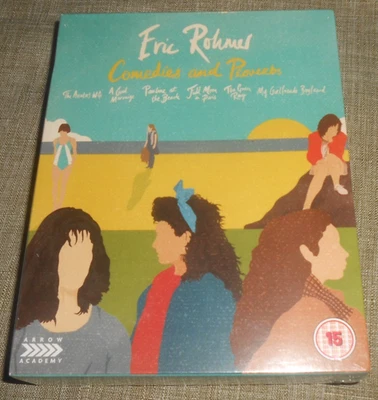 Eric Rohmer
Comedies and Proverbs
The Aviator's Wife A Good Marriage Pauline at the Beach Full Moon in Paris The Green Ray My Girlfriend's Boyfriend
15
ARROW
ACADEMY